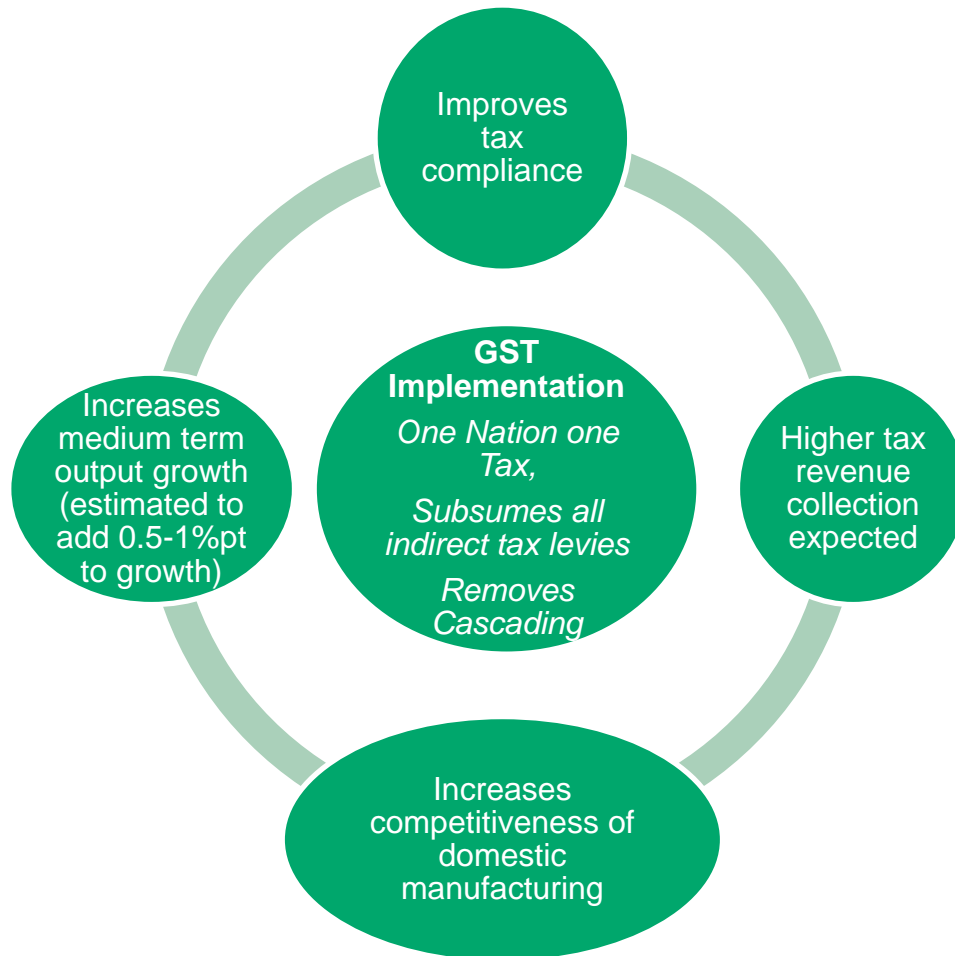 Improves
tax
compliance
GST
Implementation
One Nation one
Tax,
Subsumes all
indirect tax levies
Removes
Cascading
Increases
medium term
output growth
(estimated to
add 0.5-1%pt
to growth)
Higher tax
revenue
collection
expected
Increases
competitiveness of
domestic
manufacturing